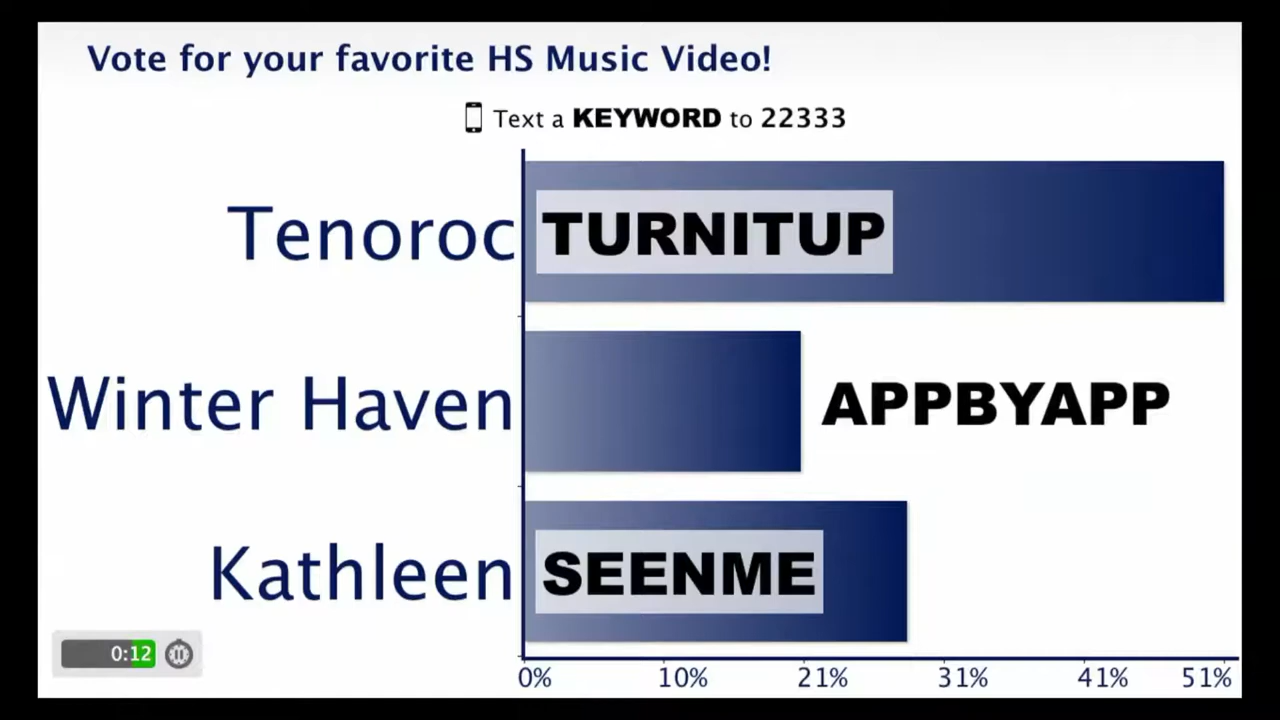 Vote for your favorite HS Music Video!
Text a KEYWORD to 22333
Tenoroc TURNITUP
Winter Haven APPBYAPP
Kathleen SEENME
0:12
0% 10% 21% 31% 41% 51%